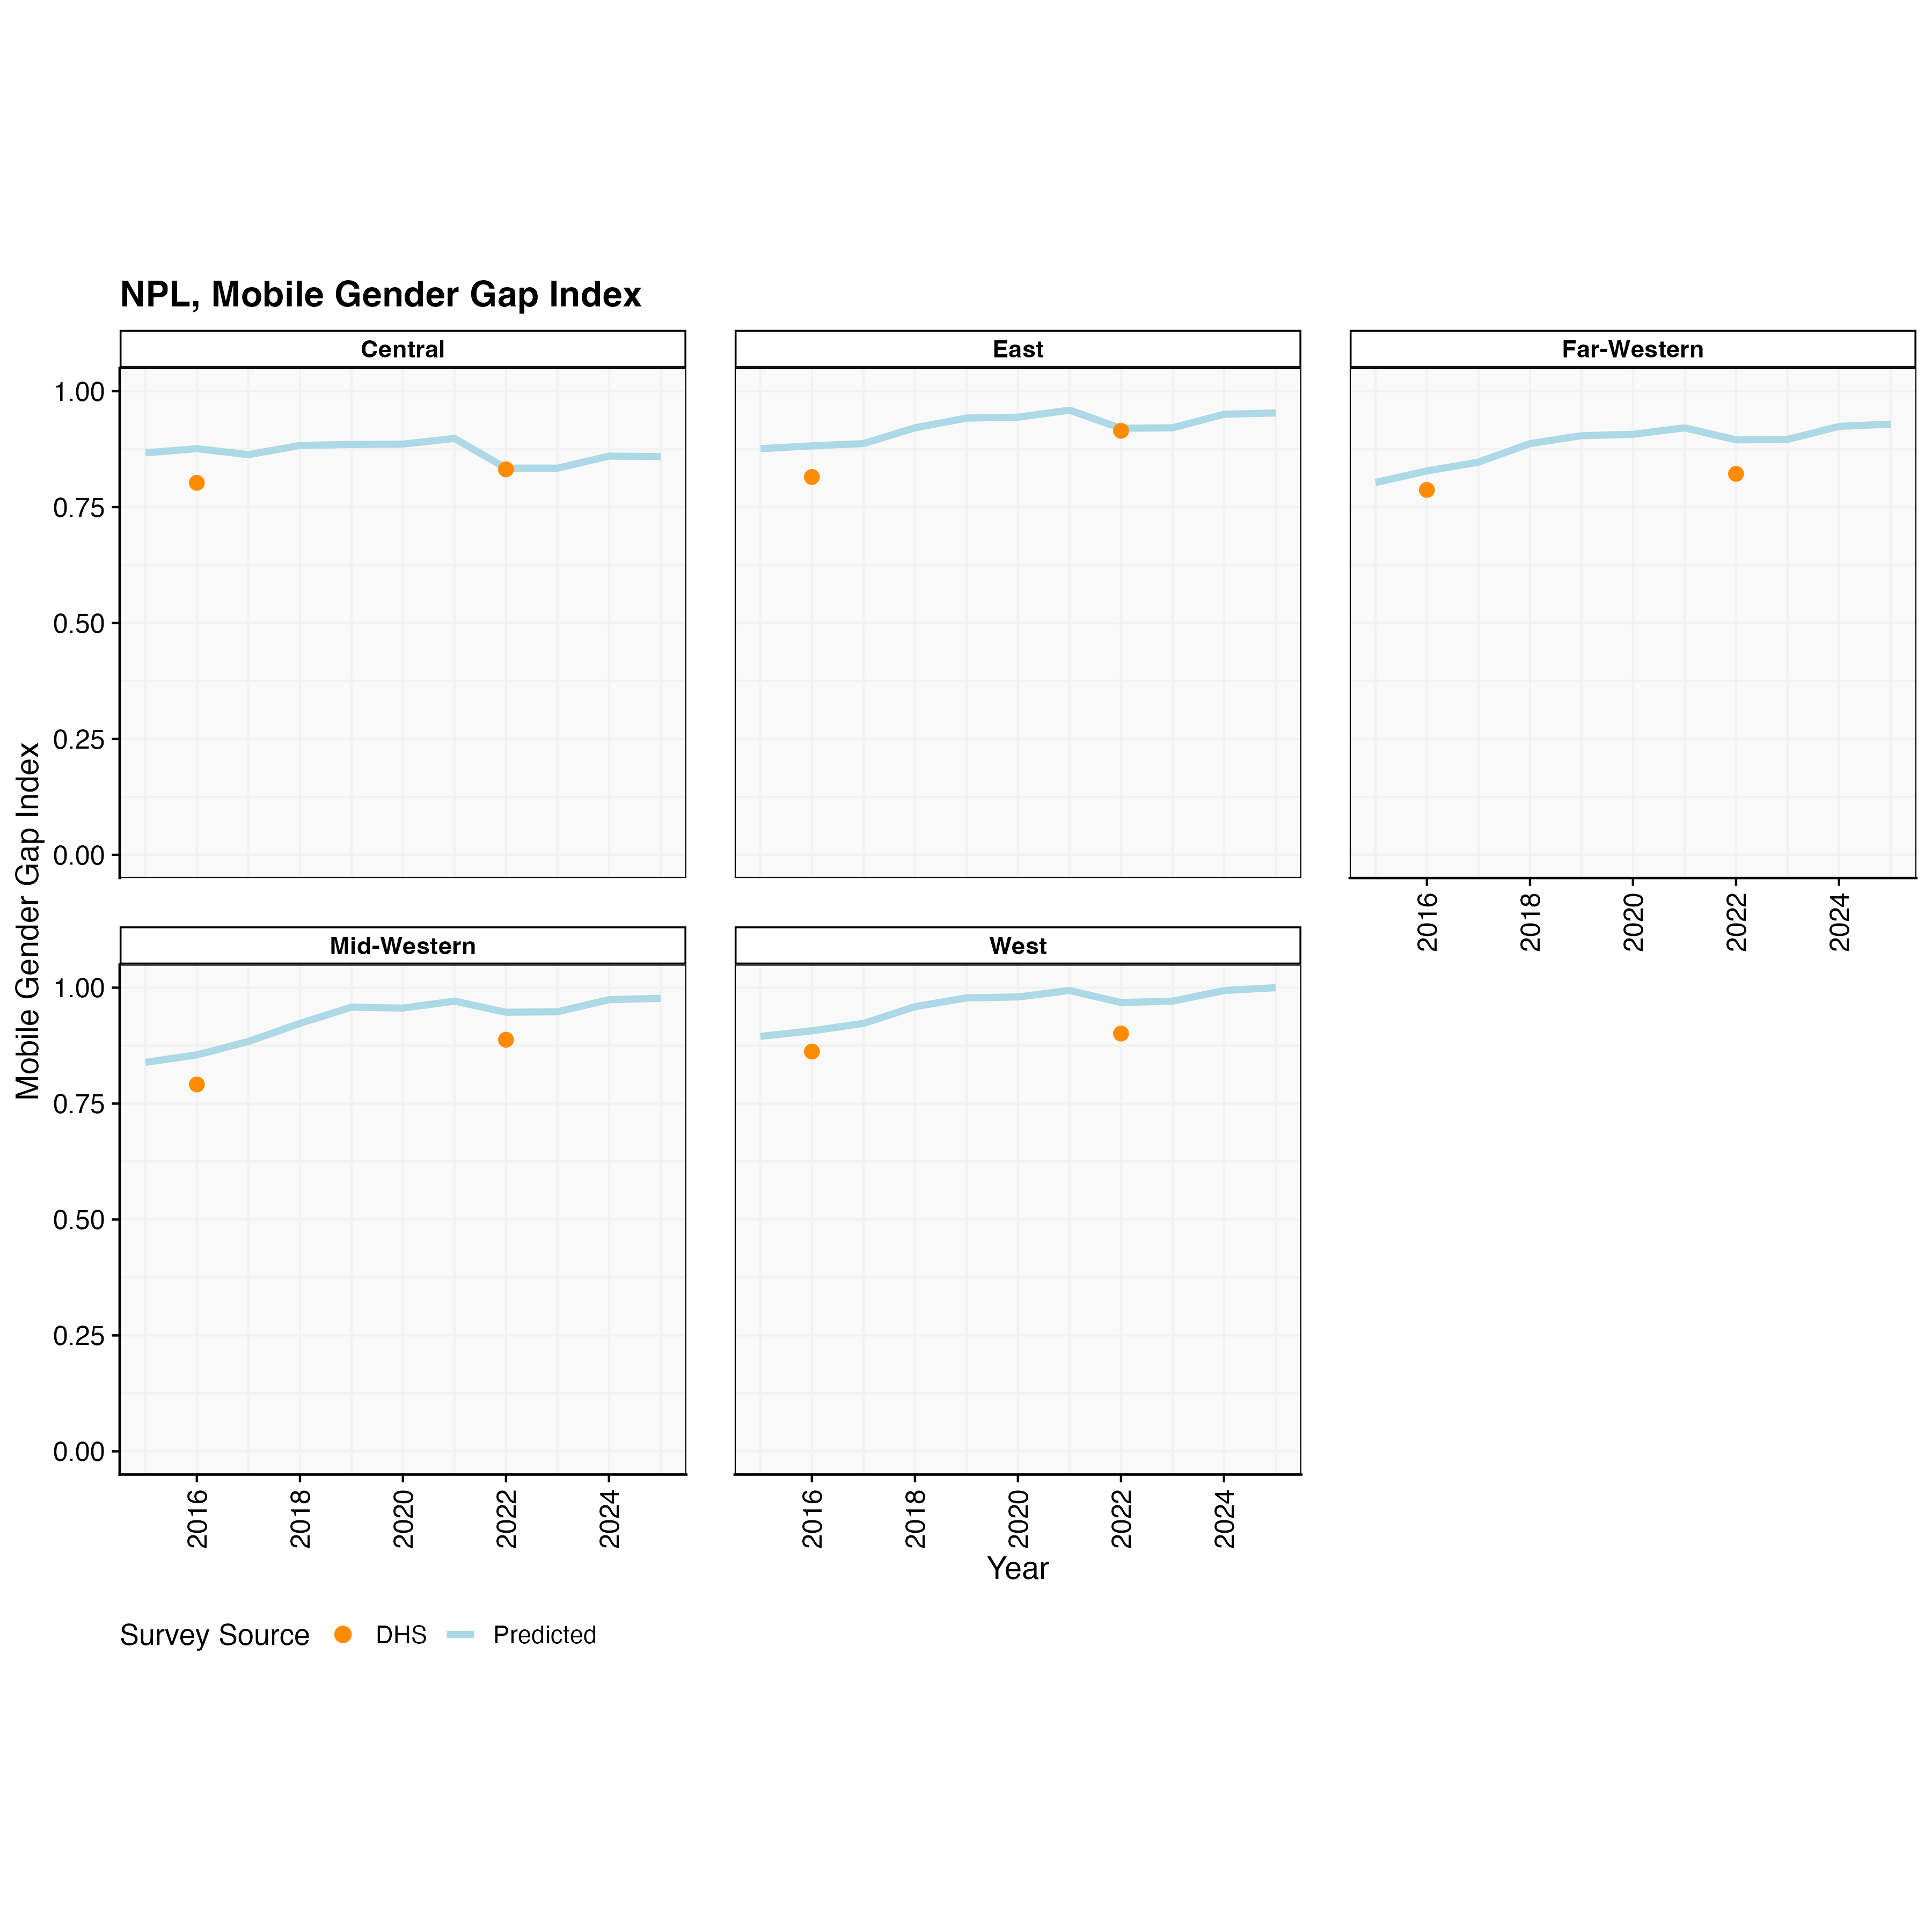 NPL, Mobile Gender Gap Index
Central
East
Far-Western
1.00
0.75
0.50
0.25
0.00
2016
2018
2020
2022
2024
Mobile Gender Gap Index
Mid-Western
West
1.00
0.75
0.50
0.25
0.00
2016
2018
2020
2022
2024
2016
2018
2020
2022
2024
Year
Survey Source DHS Predicted